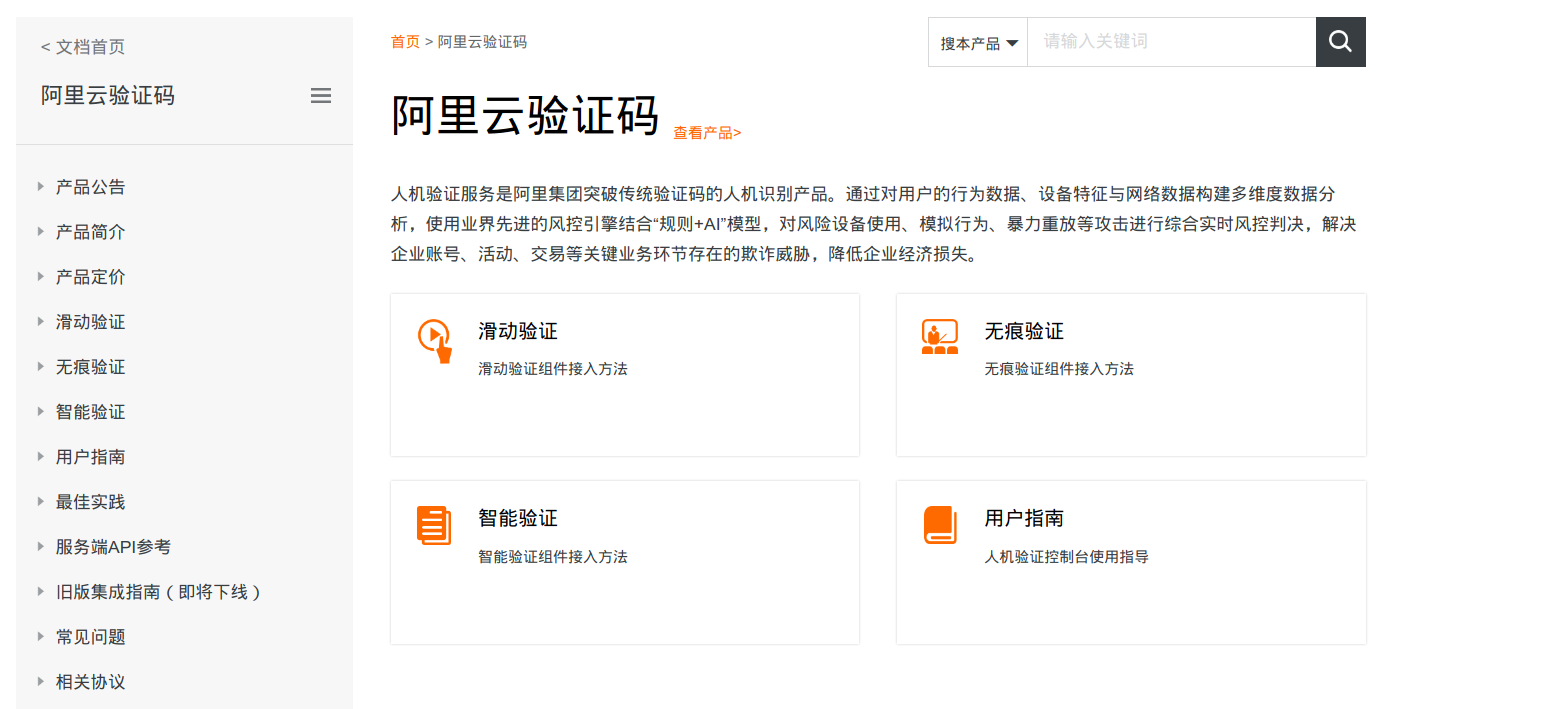 < 文档首页
阿里云验证码
产品公告
产品简介
产品定价
滑动验证
无痕验证
智能验证
用户指南
最佳实践
服务端API参考
旧版集成指南（即将下线）
常见问题
相关协议
首页 > 阿里云验证码
搜本产品
请输入关键词
阿里云验证码 查看产品>
人机验证服务是阿里集团突破传统验证码的人机识别产品。通过对用户的行为数据、设备特征与网络数据构建多维度数据分
析，使用业界先进的风控引擎结合“规则+AI”模型，对风险设备使用、模拟行为、暴力重放等攻击进行综合实时风控判决，解决
企业账号、活动、交易等关键业务环节存在的欺诈威胁，降低企业经济损失。
滑动验证
滑动验证组件接入方法
无痕验证
无痕验证组件接入方法
智能验证
智能验证组件接入方法
用户指南
人机验证控制台使用指导